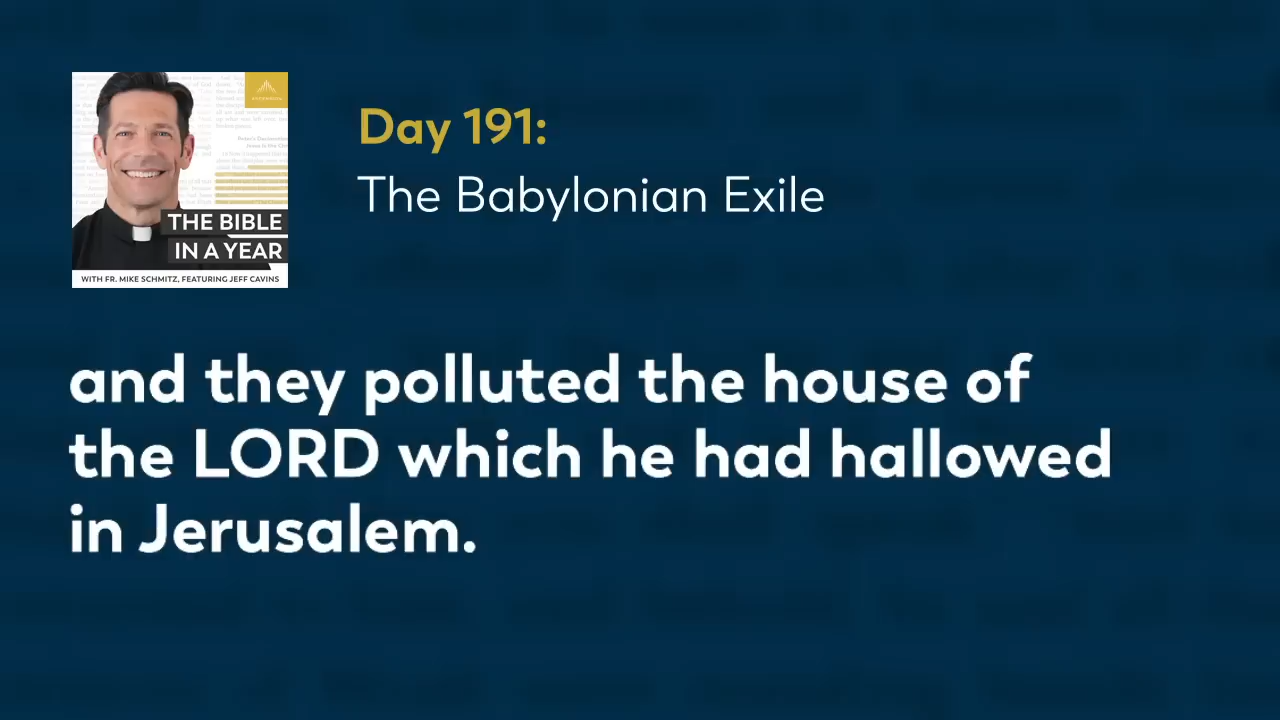 Day 191:
The Babylonian Exile
THE BIBLE
IN A YEAR
WITH FR. MIKE SCHMITZ, FEATURING JEFF CAVINS
and they polluted the house of
the LORD which he had hallowed
in Jerusalem.